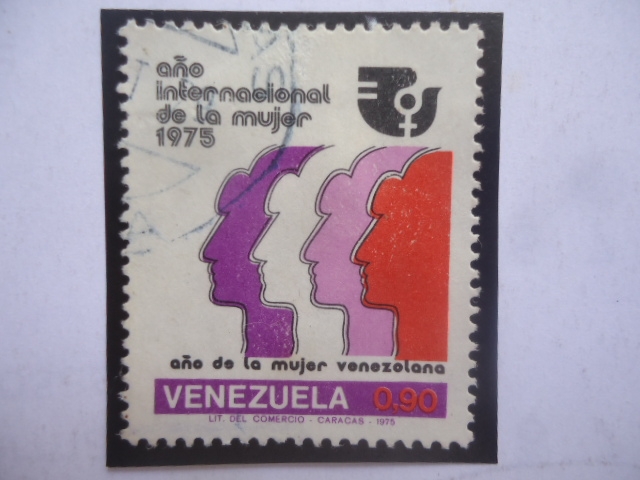 año
internacional
de la mujer
1975
año de la mujer venezolana
VENEZUELA 0,90
LIT. DEL COMERCIO - CARACAS - 1975